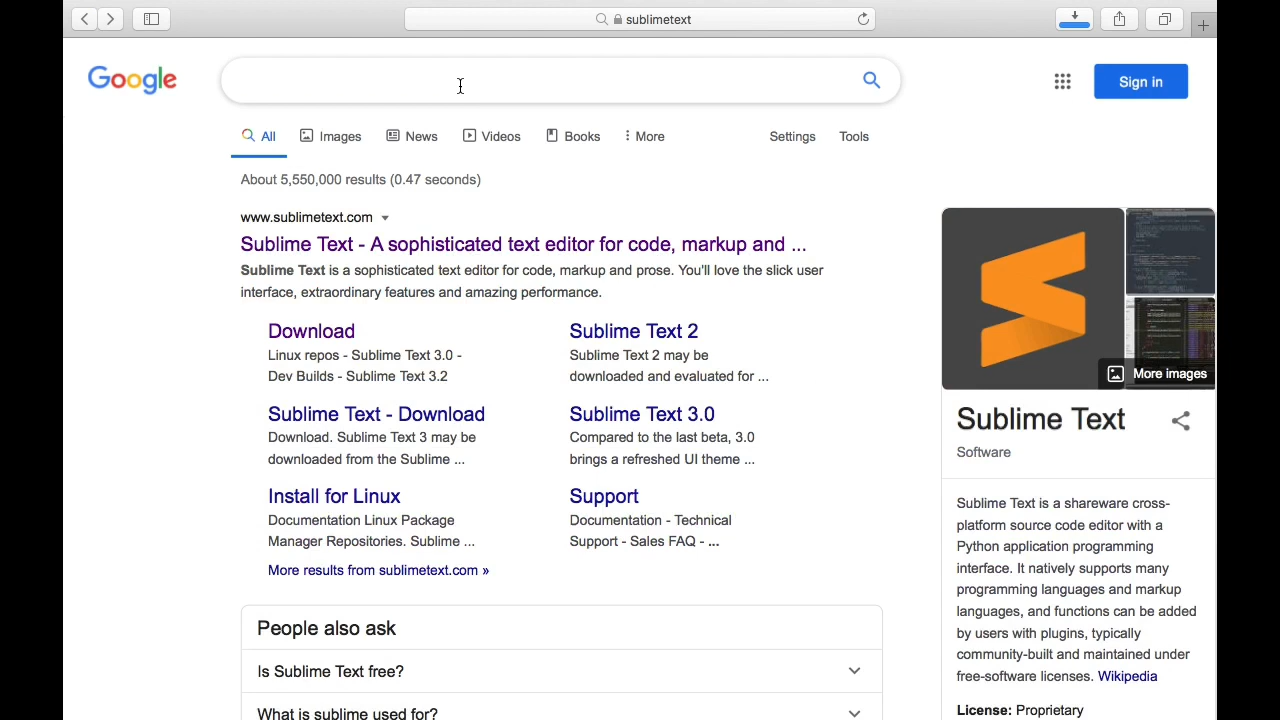 sublimetext
Google
Sign in
All
Images
News
Videos
Books
More
Settings
Tools
About 5,550,000 results (0.47 seconds)
www.sublimetext.com
Sublime Text - A sophisticated text editor for code, markup and ...
Sublime Text is a sophisticated text editor for code, markup and prose. You'll love the slick user
interface, extraordinary features and amazing performance.
Download
Linux repos - Sublime Text 3.0 -
Dev Builds - Sublime Text 3.2
Sublime Text 2
Sublime Text 2 may be
downloaded and evaluated for ...
Sublime Text - Download
Download. Sublime Text 3 may be
downloaded from the Sublime ...
Sublime Text 3.0
Compared to the last beta, 3.0
brings a refreshed UI theme ...
Install for Linux
Documentation Linux Package
Manager Repositories. Sublime ...
Support
Documentation - Technical
Support - Sales FAQ - ...
More results from sublimetext.com »
People also ask
Is Sublime Text free?
What is sublime used for?
More images
Sublime Text
Software
Sublime Text is a shareware cross-
platform source code editor with a
Python application programming
interface. It natively supports many
programming languages and markup
languages, and functions can be added
by users with plugins, typically
community-built and maintained under
free-software licenses. Wikipedia
License: Proprietary